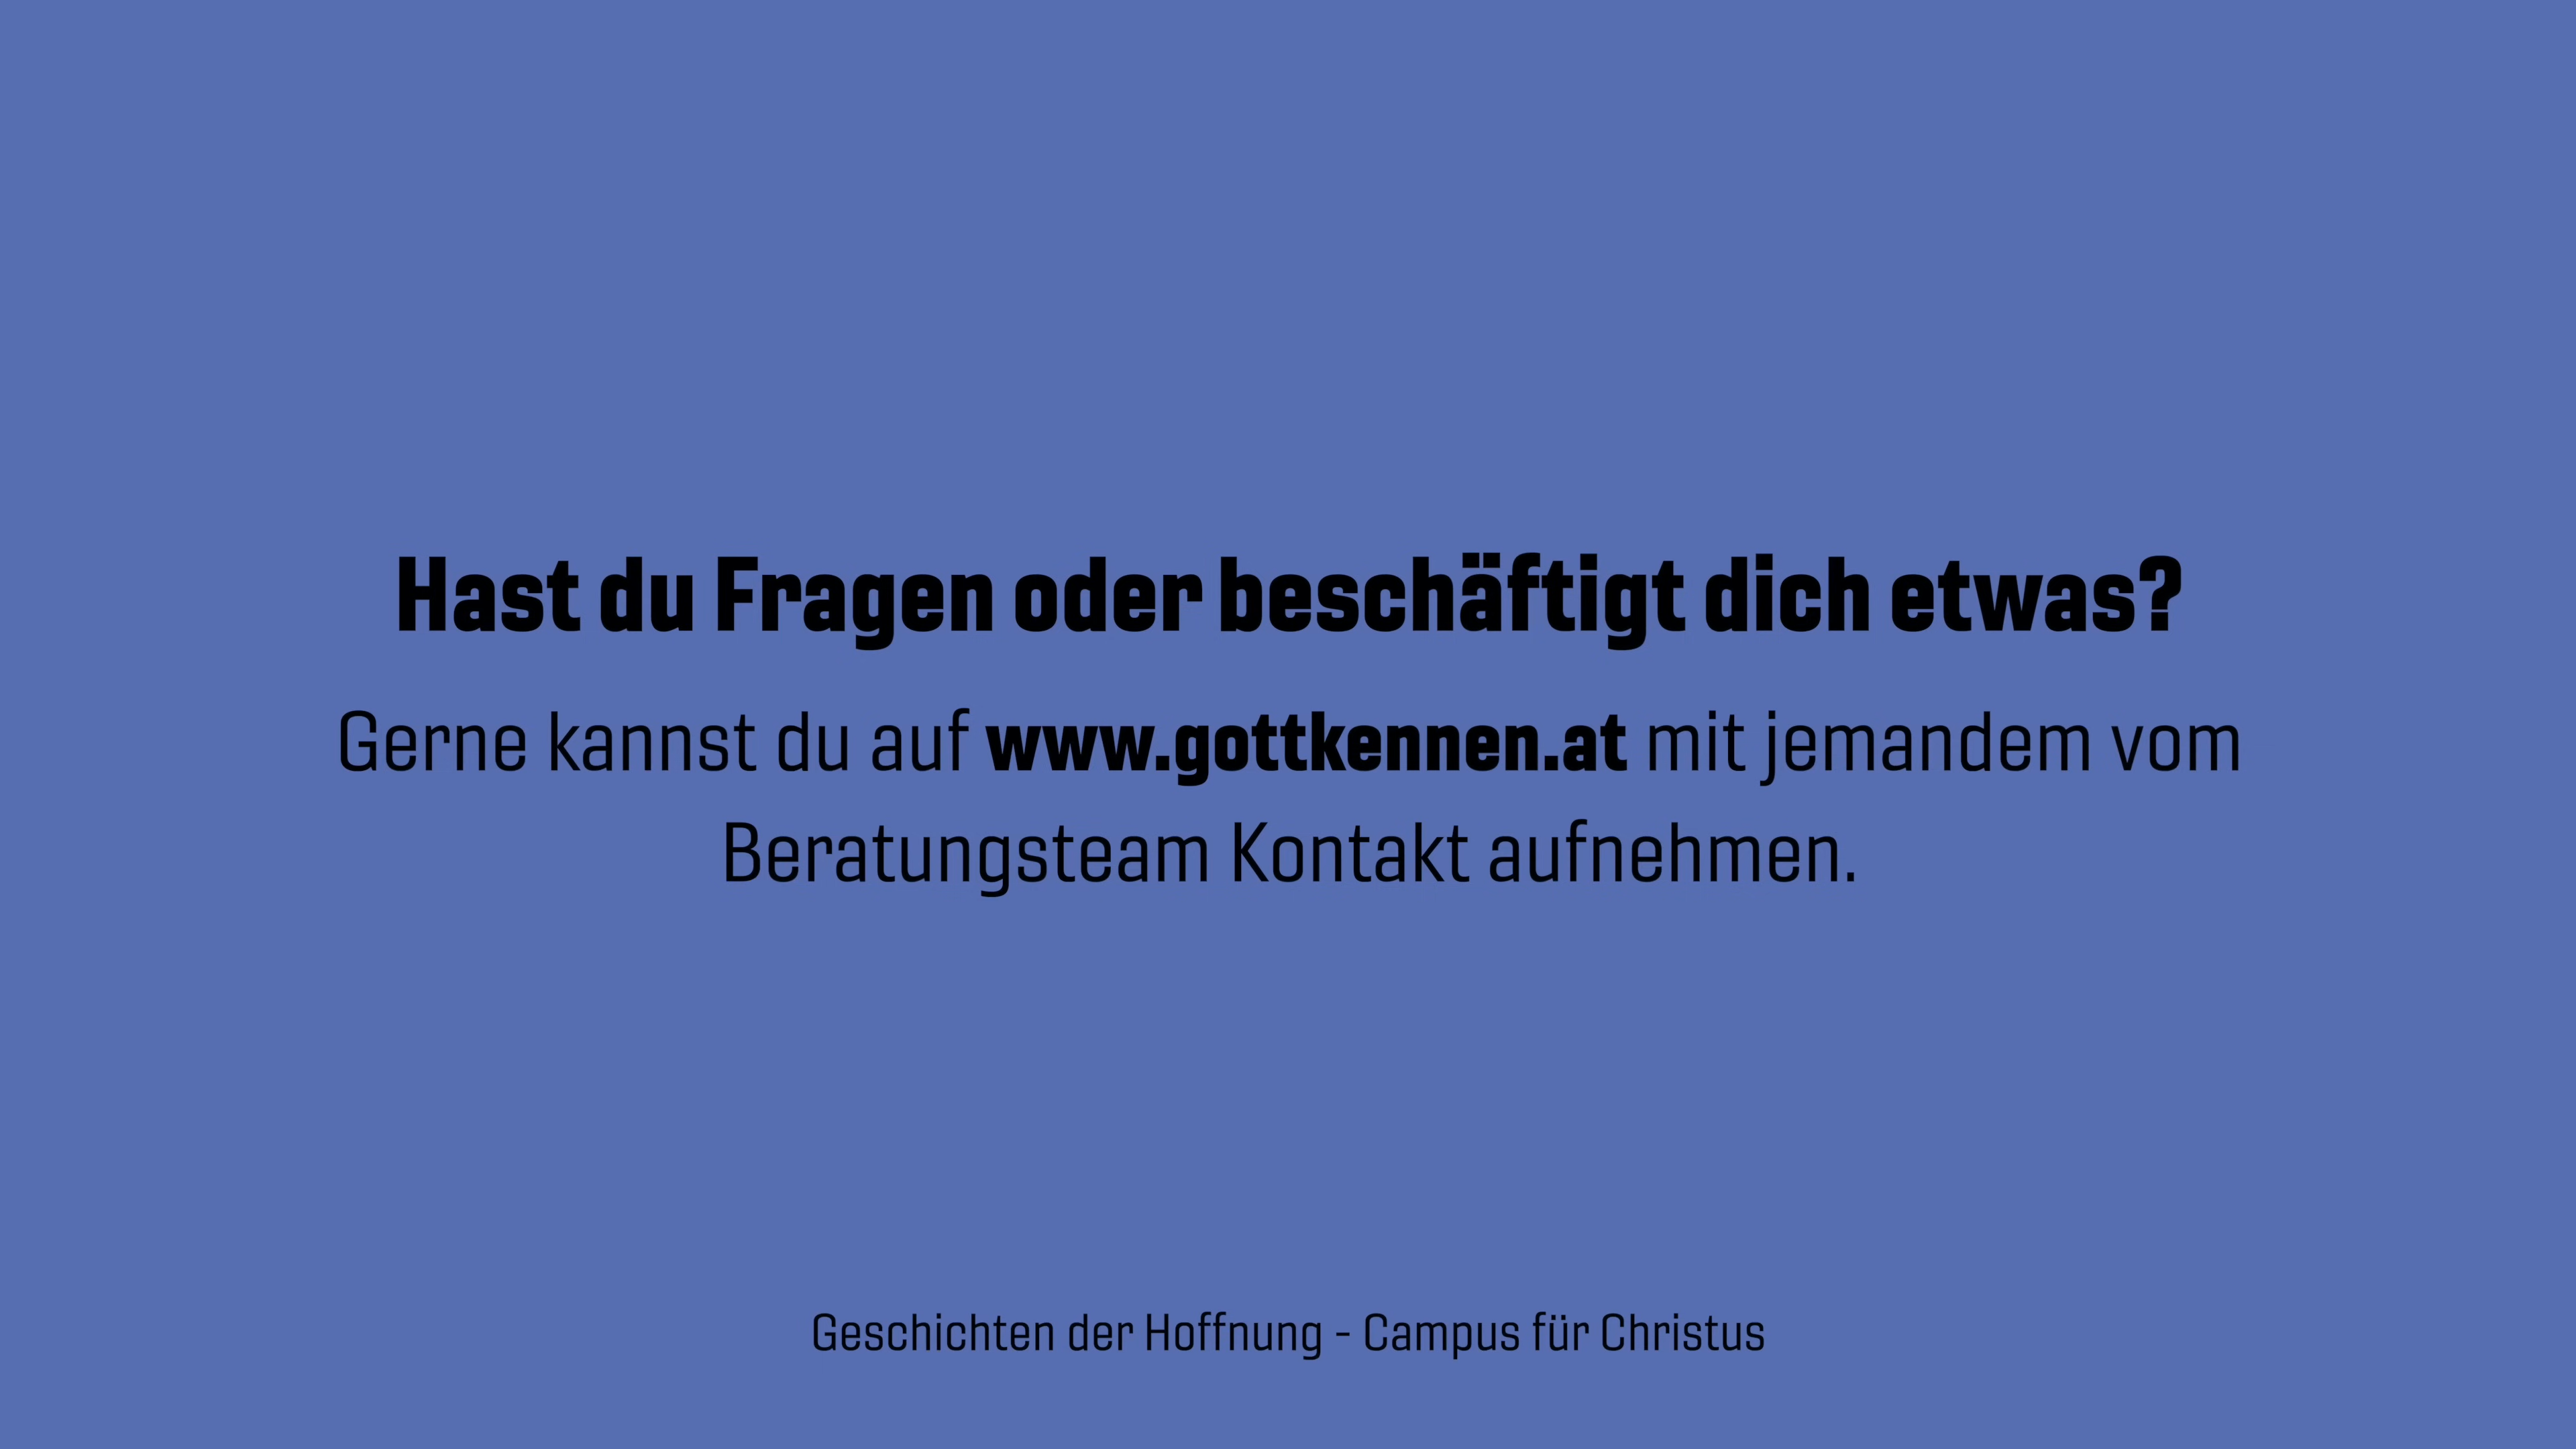 Hast du Fragen oder beschäftigt dich etwas?
Gerne kannst du auf www.gottkennen.at mit jemandem vom
Beratungsteam Kontakt aufnehmen.
Geschichten der Hoffnung - Campus für Christus